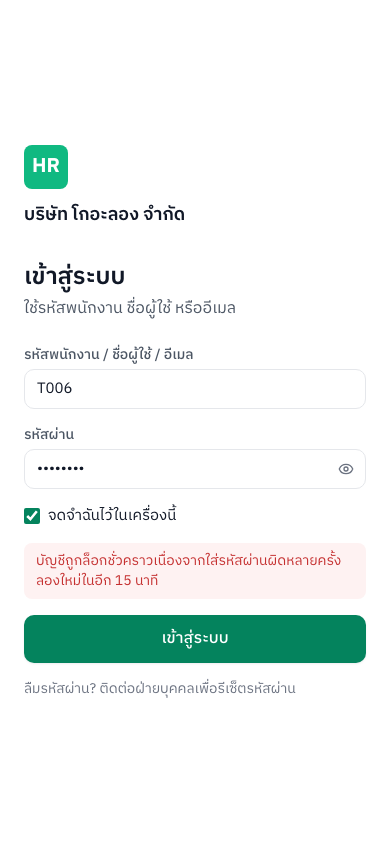 HR
บริษัท โกอะลอง จำกัด
เข้าสู่ระบบ
ใช้รหัสพนักงาน ชื่อผู้ใช้ หรืออีเมล
รหัสพนักงาน / ชื่อผู้ใช้ / อีเมล
T006
รหัสผ่าน
••••••••
จดจำฉันไว้ในเครื่องนี้
บัญชีถูกล็อกชั่วคราวเนื่องจากใส่รหัสผ่านผิดหลายครั้ง
ลองใหม่ในอีก 15 นาที
เข้าสู่ระบบ
ลืมรหัสผ่าน? ติดต่อฝ่ายบุคคลเพื่อรีเซ็ตรหัสผ่าน